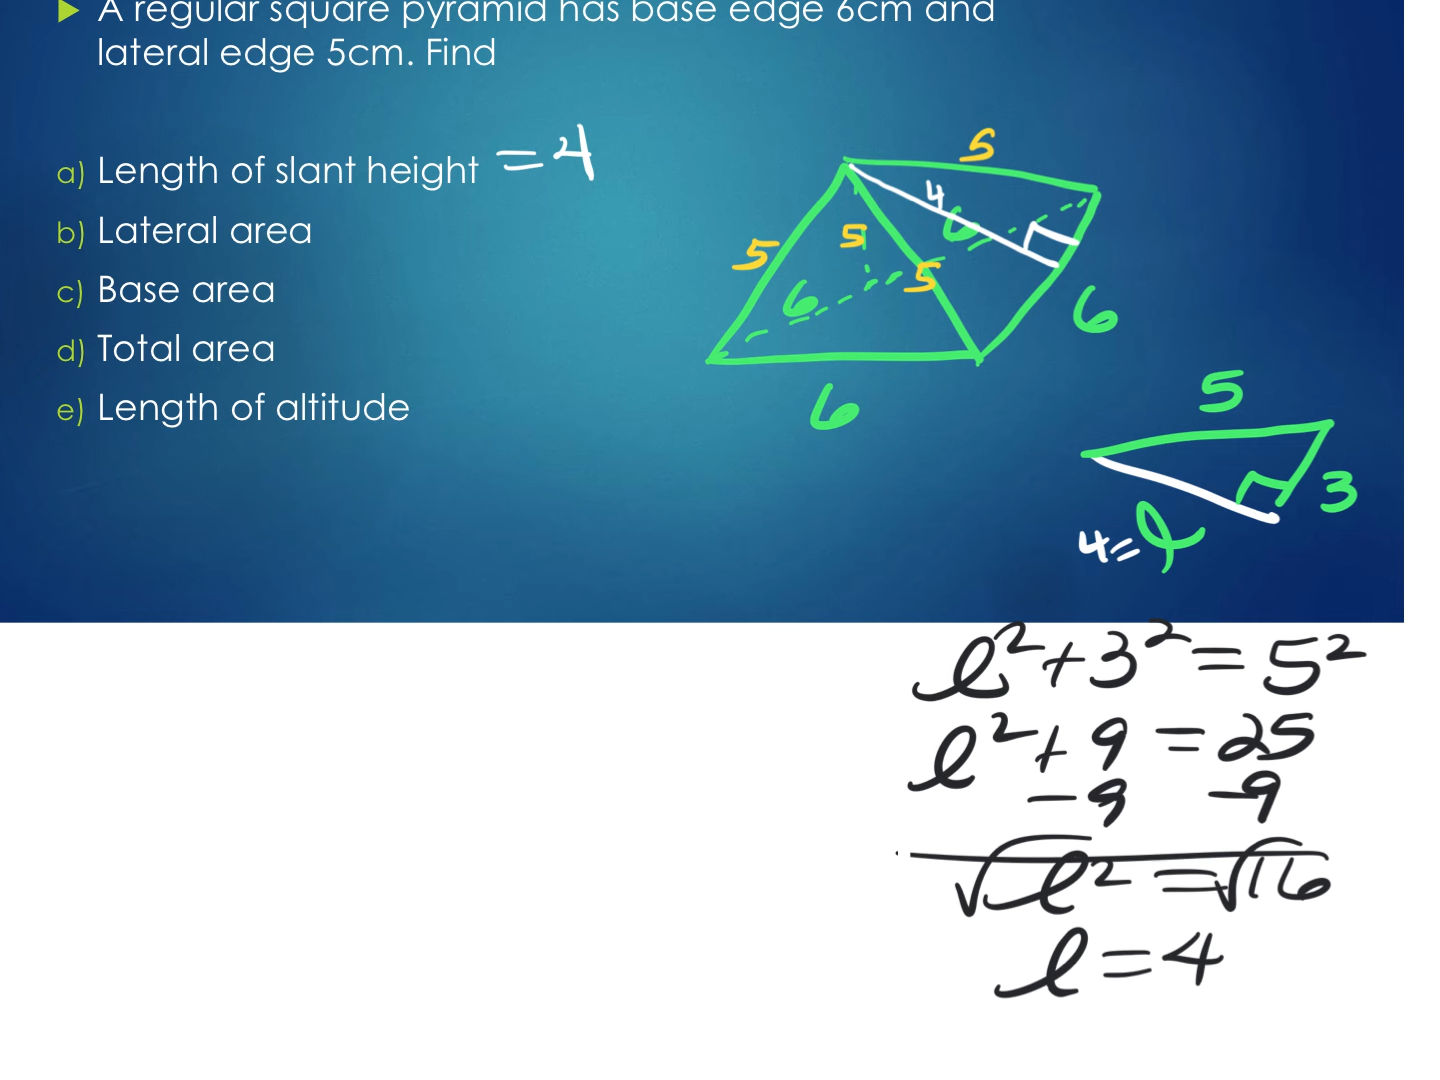 A regular square pyramid has base edge 6cm and
lateral edge 5cm. Find
a) Length of slant height = 4
b) Lateral area
c) Base area
d) Total area
e) Length of altitude
5
4
6
5
5
5
6
6
6
5
3
4=l
l²+3²=5²
l²+9=25
-9 -9
√l²=√16
l=4